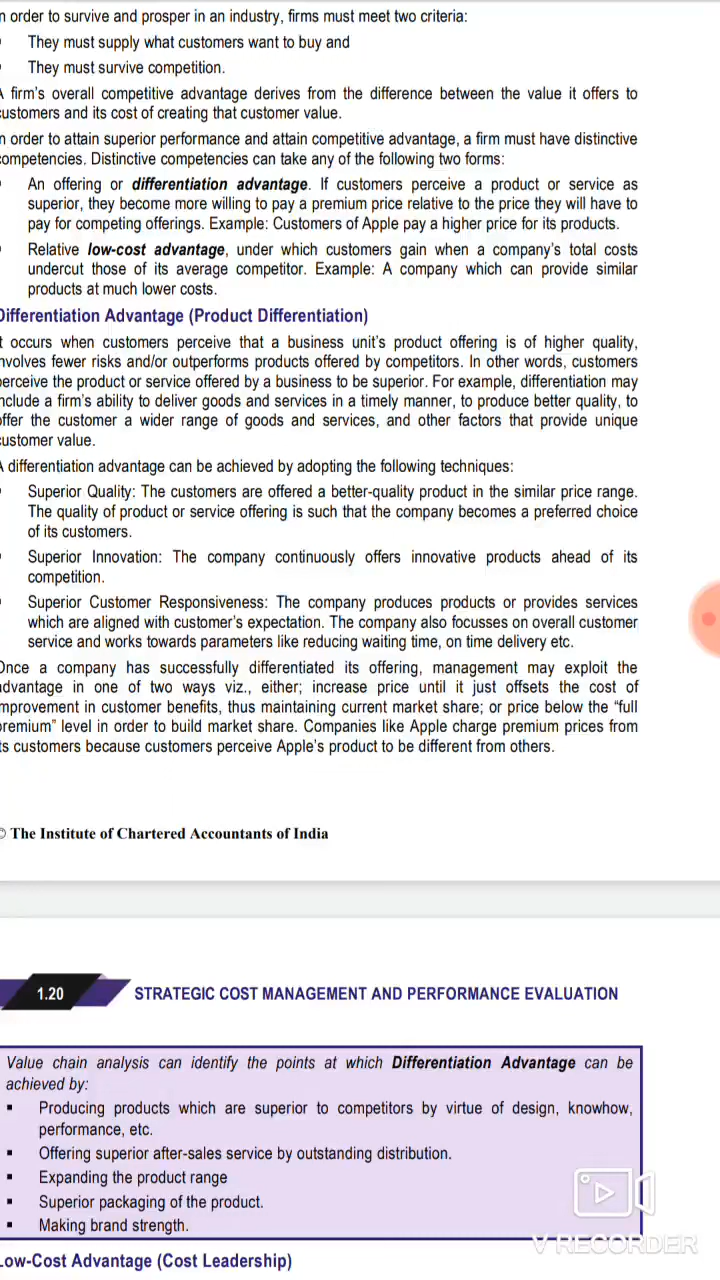 n order to survive and prosper in an industry, firms must meet two criteria:
They must supply what customers want to buy and
They must survive competition.
A firm's overall competitive advantage derives from the difference between the value it offers to
customers and its cost of creating that customer value.
n order to attain superior performance and attain competitive advantage, a firm must have distinctive
competencies. Distinctive competencies can take any of the following two forms:
An offering or differentiation advantage. If customers perceive a product or service as
superior, they become more willing to pay a premium price relative to the price they will have to
pay for competing offerings. Example: Customers of Apple pay a higher price for its products.
Relative low-cost advantage, under which customers gain when a company's total costs
undercut those of its average competitor. Example: A company which can provide similar
products at much lower costs.
Differentiation Advantage (Product Differentiation)
t occurs when customers perceive that a business unit's product offering is of higher quality,
nvolves fewer risks and/or outperforms products offered by competitors. In other words, customers
perceive the product or service offered by a business to be superior. For example, differentiation may
nclude a firm's ability to deliver goods and services in a timely manner, to produce better quality, to
offer the customer a wider range of goods and services, and other factors that provide unique
customer value.
A differentiation advantage can be achieved by adopting the following techniques:
Superior Quality: The customers are offered a better-quality product in the similar price range.
The quality of product or service offering is such that the company becomes a preferred choice
of its customers.
Superior Innovation: The company continuously offers innovative products ahead of its
competition.
Superior Customer Responsiveness: The company produces products or provides services
which are aligned with customer's expectation. The company also focusses on overall customer
service and works towards parameters like reducing waiting time, on time delivery etc.
Once a company has successfully differentiated its offering, management may exploit the
advantage in one of two ways viz., either; increase price until it just offsets the cost of
mprovement in customer benefits, thus maintaining current market share; or price below the "full
premium" level in order to build market share. Companies like Apple charge premium prices from
ts customers because customers perceive Apple's product to be different from others.
© The Institute of Chartered Accountants of India
1.20 STRATEGIC COST MANAGEMENT AND PERFORMANCE EVALUATION
Value chain analysis can identify the points at which Differentiation Advantage can be
achieved by:
▪ Producing products which are superior to competitors by virtue of design, knowhow,
performance, etc.
▪ Offering superior after-sales service by outstanding distribution.
▪ Expanding the product range
▪ Superior packaging of the product.
▪ Making brand strength.
V RECORDER
Low-Cost Advantage (Cost Leadership)